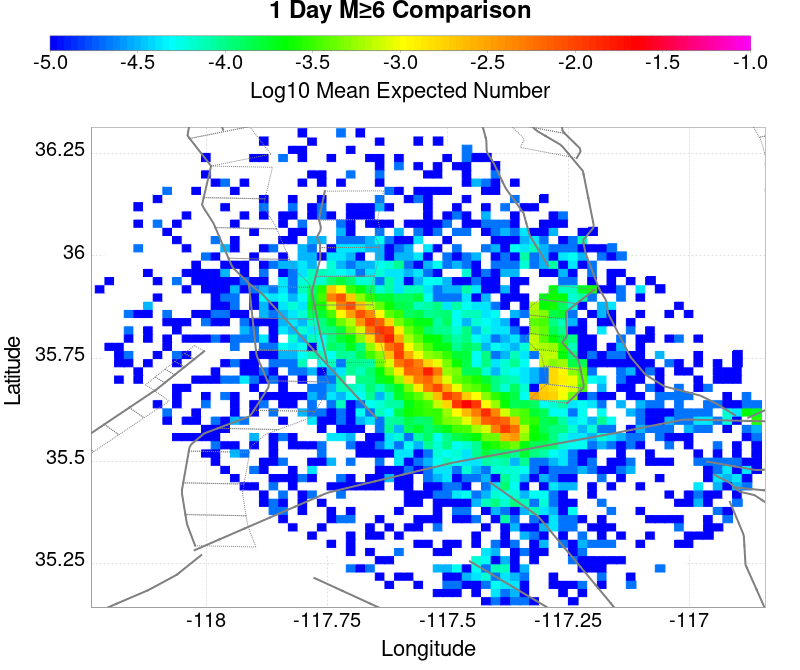 1 Day M≥6 Comparison
-5.0 -4.5 -4.0 -3.5 -3.0 -2.5 -2.0 -1.5 -1.0
Log10 Mean Expected Number
Latitude
36.25
36
35.75
35.5
35.25
-118 -117.75 -117.5 -117.25 -117
Longitude